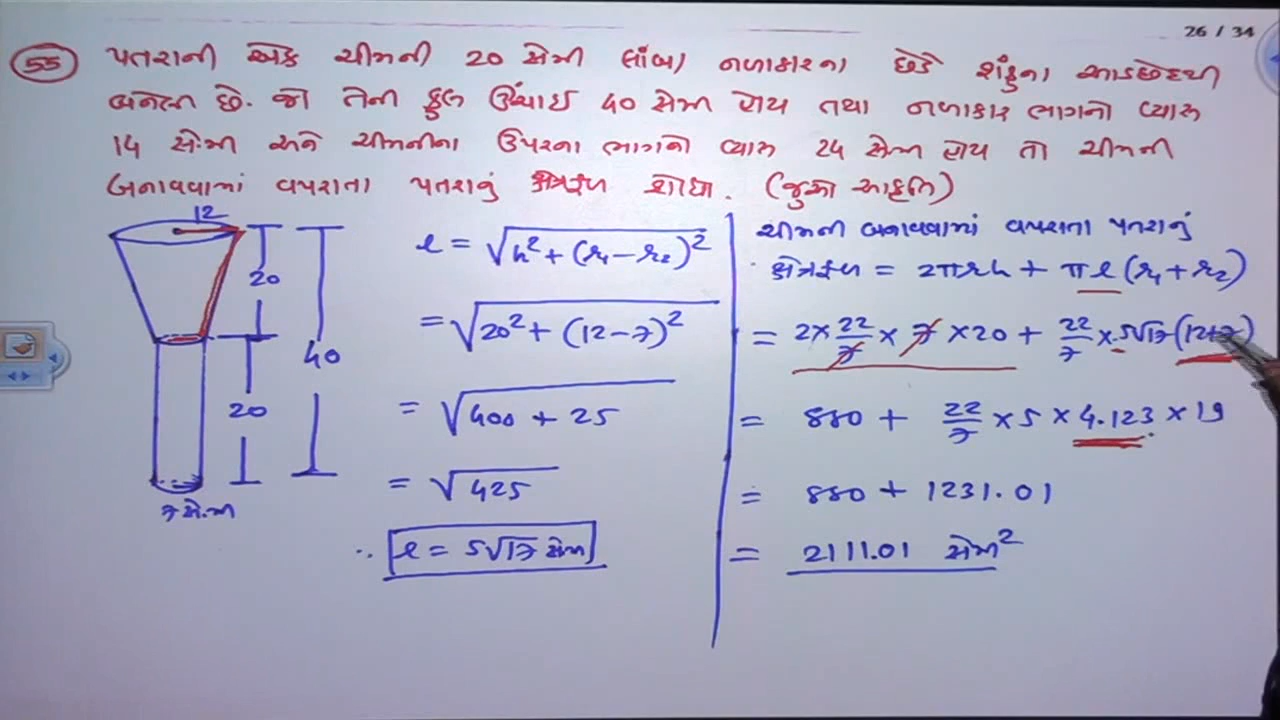 26 / 34
55 પતરાની એક ચીમની 20 સેમી લાંબા નળાકારના છેડે શંકુના આડછેદથી
બનેલી છે. જો તેની કુલ ઊંચાઇ 40 સેમી હોય તથા નળાકાર ભાગનો વ્યાસ
14 સે.મી અને ચીમનીના ઉપરના ભાગનો વ્યાસ 24 સેમી હોય તો ચીમની
બનાવવામાં વપરાતા પતરાનું ક્ષેત્રફળ શોધો. (જુઓ આકૃતિ)
12
20
40
20
7 સે.મી
l = √h² + (r₁ − r₂)²
= √20² + (12 − 7)²
= √400 + 25
= √425
∴ l = 5√17 સેમી
ચીમની બનાવવામાં વપરાતા પતરાનું
ક્ષેત્રફળ = 2πrh + πl(r₁ + r₂)
= 2 × 22/7 × 7 × 20 + 22/7 × 5√17 (12+7)
= 880 + 22/7 × 5 × 4.123 × 19
= 880 + 1231.01
= 2111.01 સેમી²